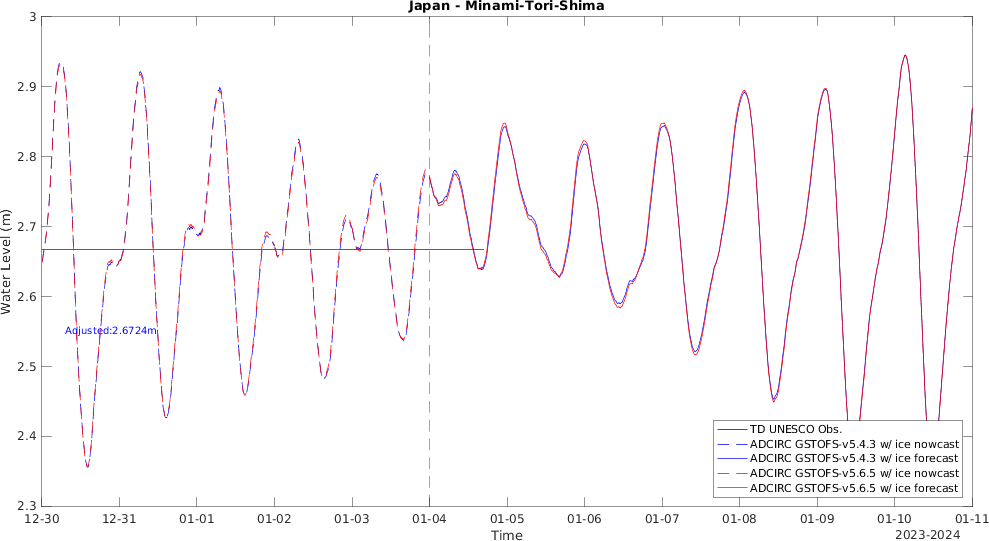 Japan - Minami-Tori-Shima
Water Level (m)
3
2.9
2.8
2.7
2.6
2.5
2.4
2.3
Adjusted:2.6724m
TD UNESCO Obs.
ADCIRC GSTOFS-v5.4.3 w/ ice nowcast
ADCIRC GSTOFS-v5.4.3 w/ ice forecast
ADCIRC GSTOFS-v5.6.5 w/ ice nowcast
ADCIRC GSTOFS-v5.6.5 w/ ice forecast
12-30 12-31 01-01 01-02 01-03 01-04 01-05 01-06 01-07 01-08 01-09 01-10 01-11
Time
2023-2024